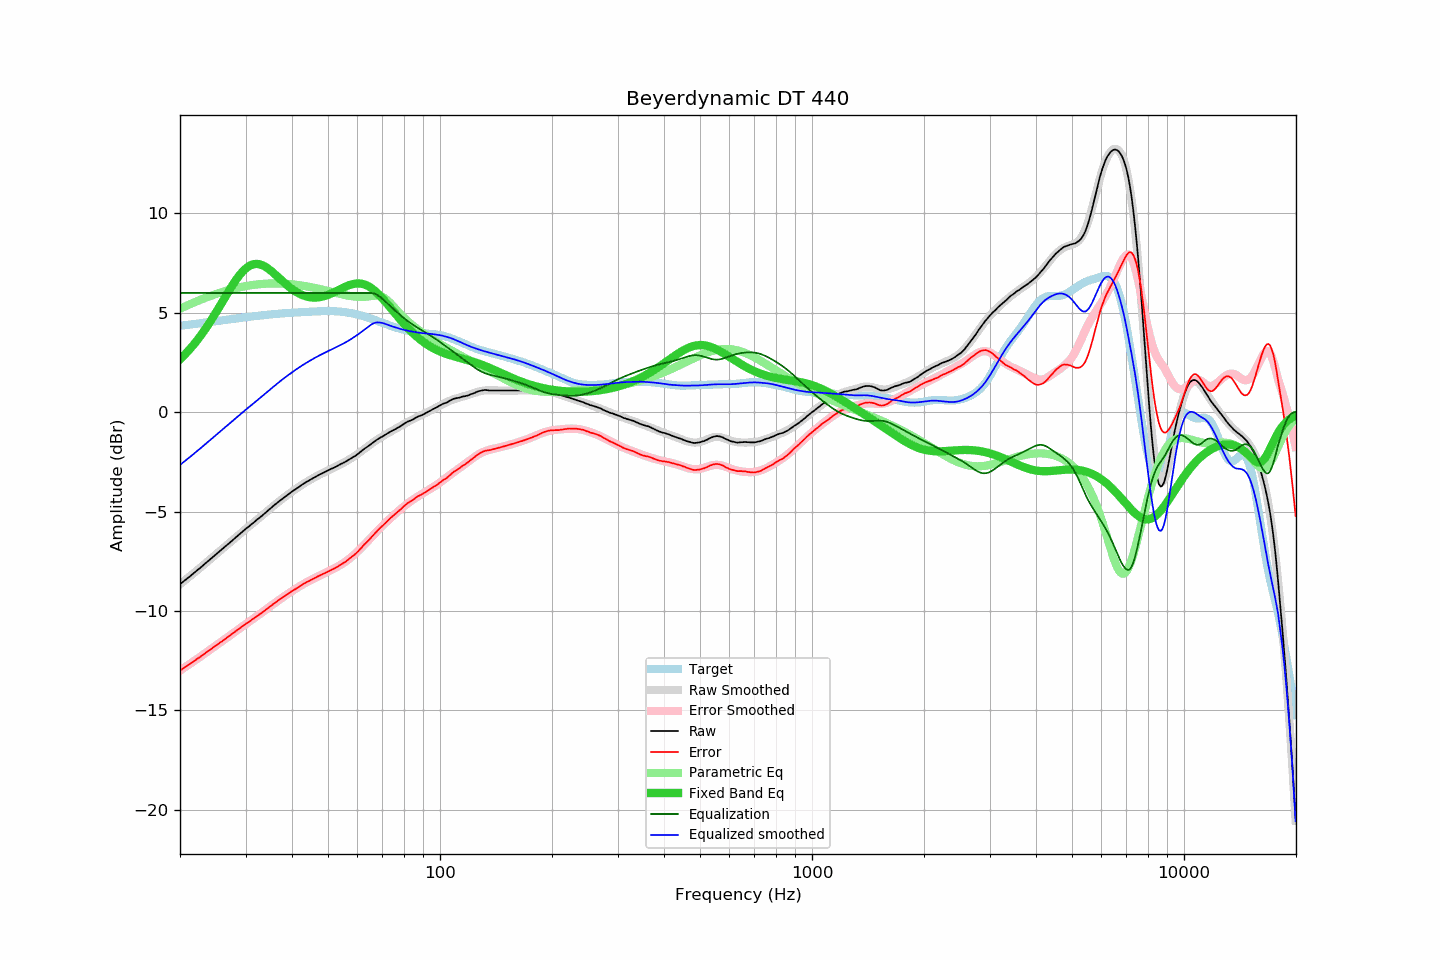 Beyerdynamic DT 440
Amplitude (dBr)
10
5
0
−5
−10
−15
−20
Target
Raw Smoothed
Error Smoothed
Raw
Error
Parametric Eq
Fixed Band Eq
Equalization
Equalized smoothed
100
1000
10000
Frequency (Hz)